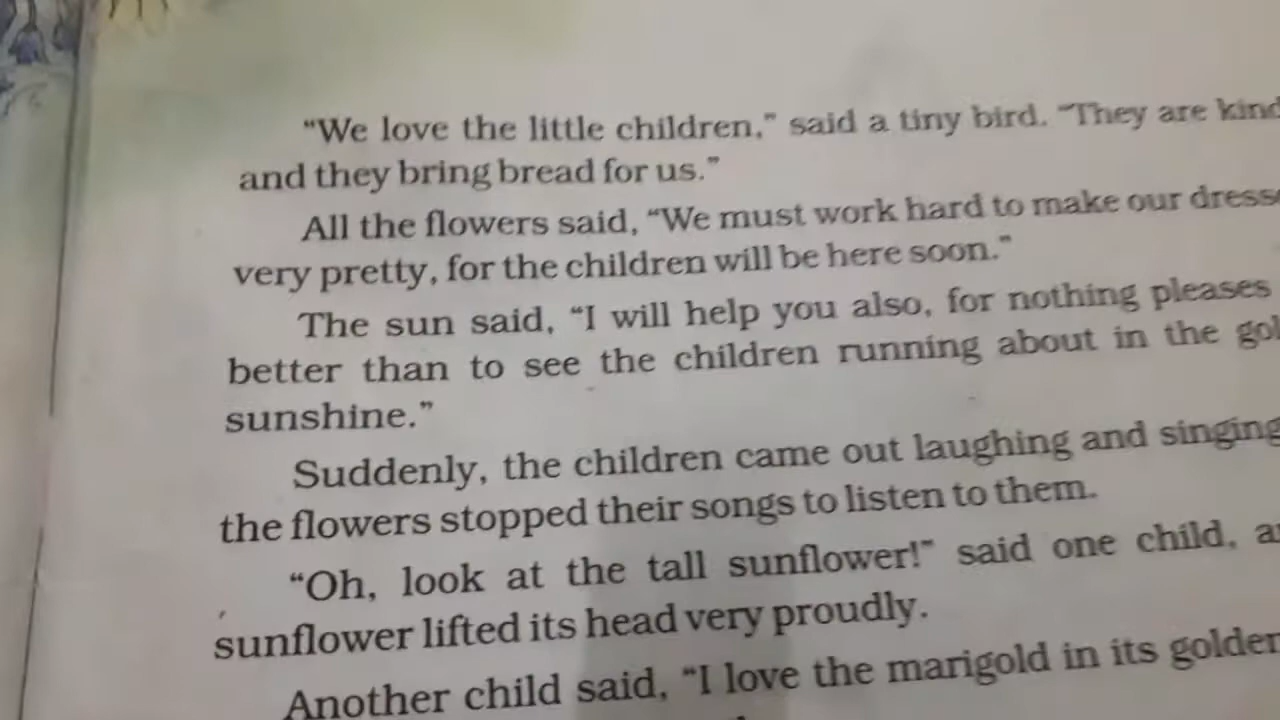 “We love the little children,” said a tiny bird. “They are kind
and they bring bread for us.”
All the flowers said, “We must work hard to make our
very pretty, for the children will be here soon.”
The sun said, “I will help you also, for nothing pleases
better than to see the children running about in the
sunshine.”
Suddenly, the children came out laughing and singing
the flowers stopped their songs to listen to them.
“Oh, look at the tall sunflower!” said one child,
sunflower lifted its head very proudly.
Another child said, “I love the marigold in its golden